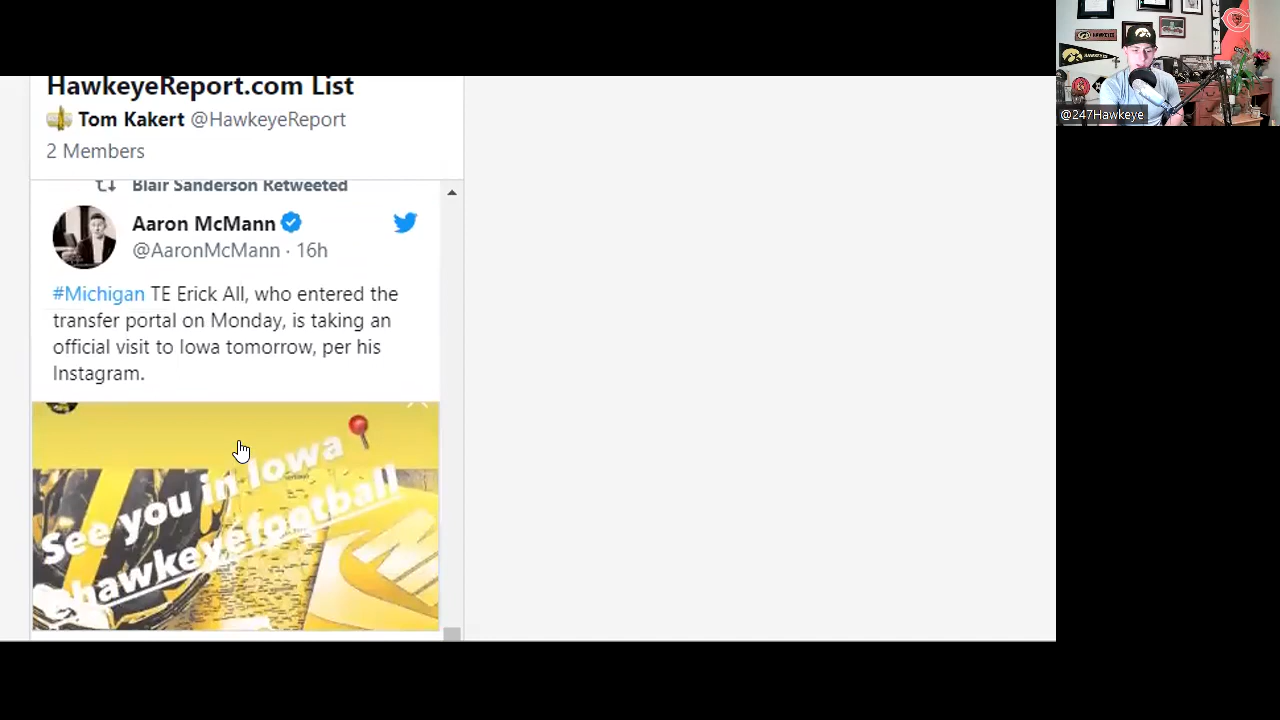 HawkeyeReport.com List
Tom Kakert @HawkeyeReport
2 Members
Blair Sanderson Retweeted
Aaron McMann
@AaronMcMann · 16h
#Michigan TE Erick All, who entered the
transfer portal on Monday, is taking an
official visit to Iowa tomorrow, per his
Instagram.
See you in Iowa
@hawkeyefootball
@247Hawkeye